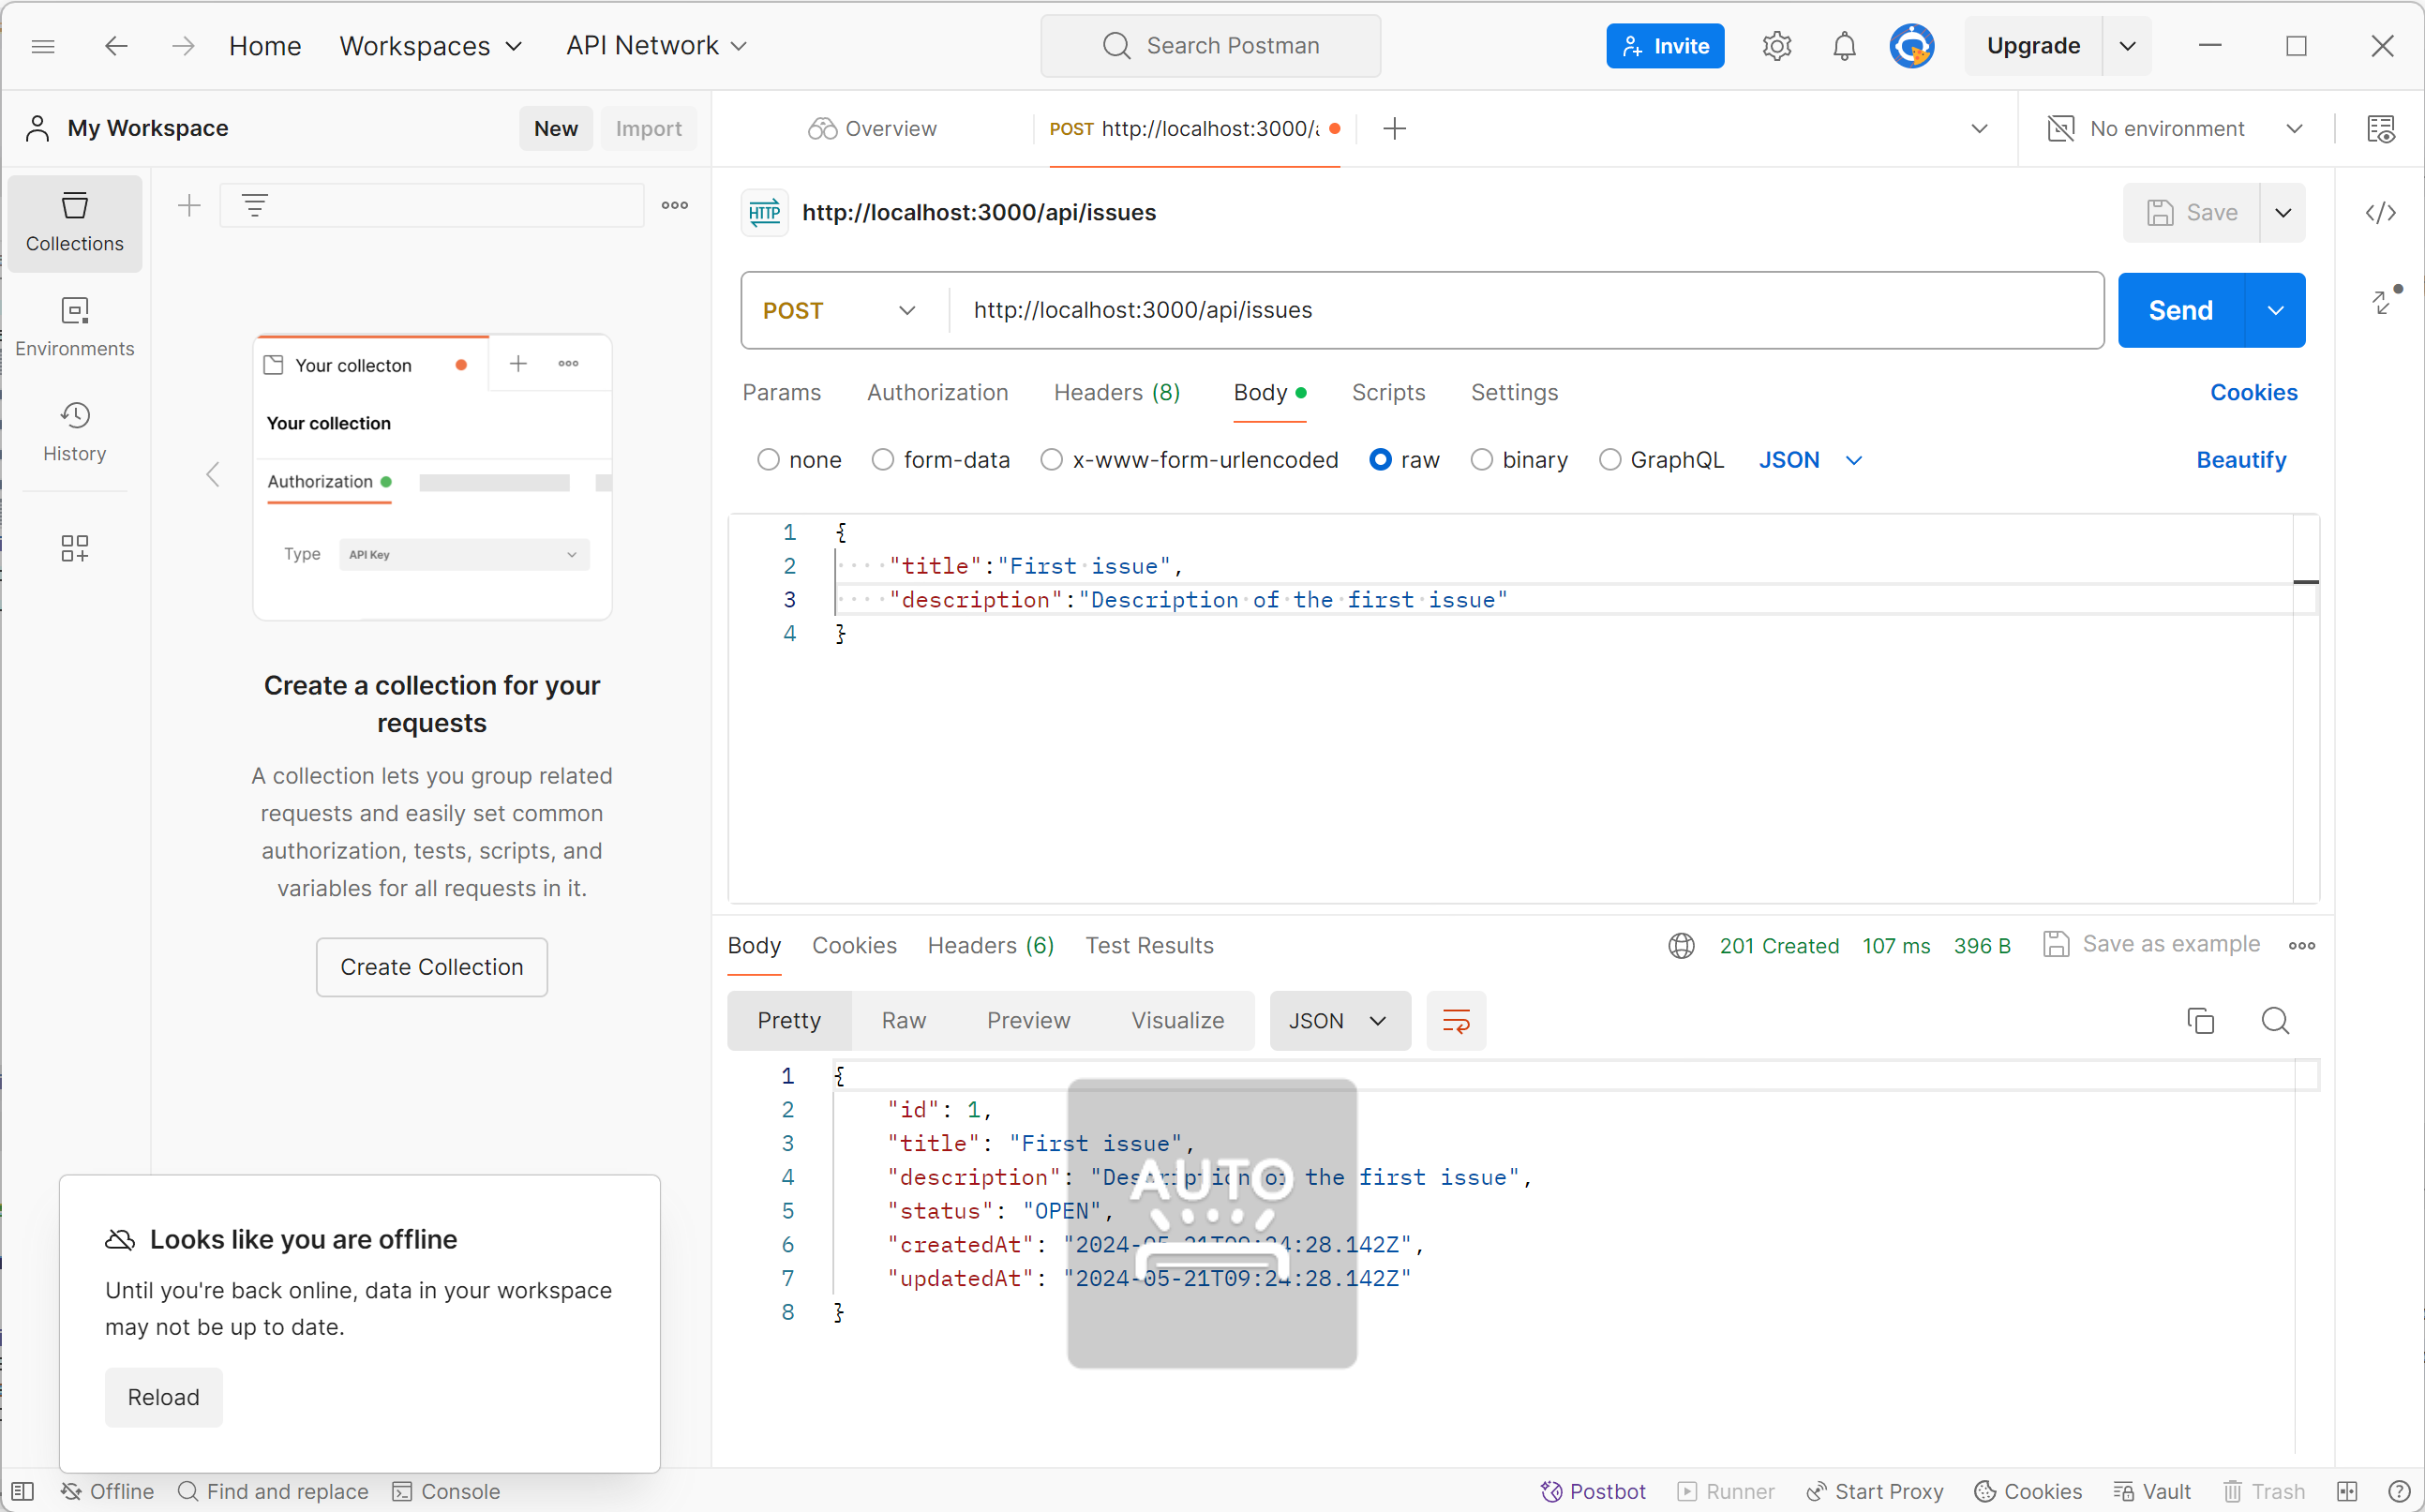 Home Workspaces API Network Search Postman Invite Upgrade
My Workspace New Import Overview POST http://localhost:3000/a No environment
HTTP http://localhost:3000/api/issues Save
Collections
Environments
History
POST http://localhost:3000/api/issues Send
Params Authorization Headers (8) Body Scripts Settings Cookies
none form-data x-www-form-urlencoded raw binary GraphQL JSON Beautify
1 {
2 "title":"First issue",
3 "description":"Description of the first issue"
4 }
Your collecton
Your collection
Authorization
Type API Key
Create a collection for your
requests
A collection lets you group related
requests and easily set common
authorization, tests, scripts, and
variables for all requests in it.
Create Collection
Body Cookies Headers (6) Test Results 201 Created 107 ms 396 B Save as example
Pretty Raw Preview Visualize JSON
1 {
2 "id": 1,
3 "title": "First issue",
4 "description": "Description of the first issue",
5 "status": "OPEN",
6 "createdAt": "2024-05-21T09:24:28.142Z",
7 "updatedAt": "2024-05-21T09:24:28.142Z"
8 }
AUTO
Looks like you are offline
Until you're back online, data in your workspace
may not be up to date.
Reload
Offline Find and replace Console Postbot Runner Start Proxy Cookies Vault Trash